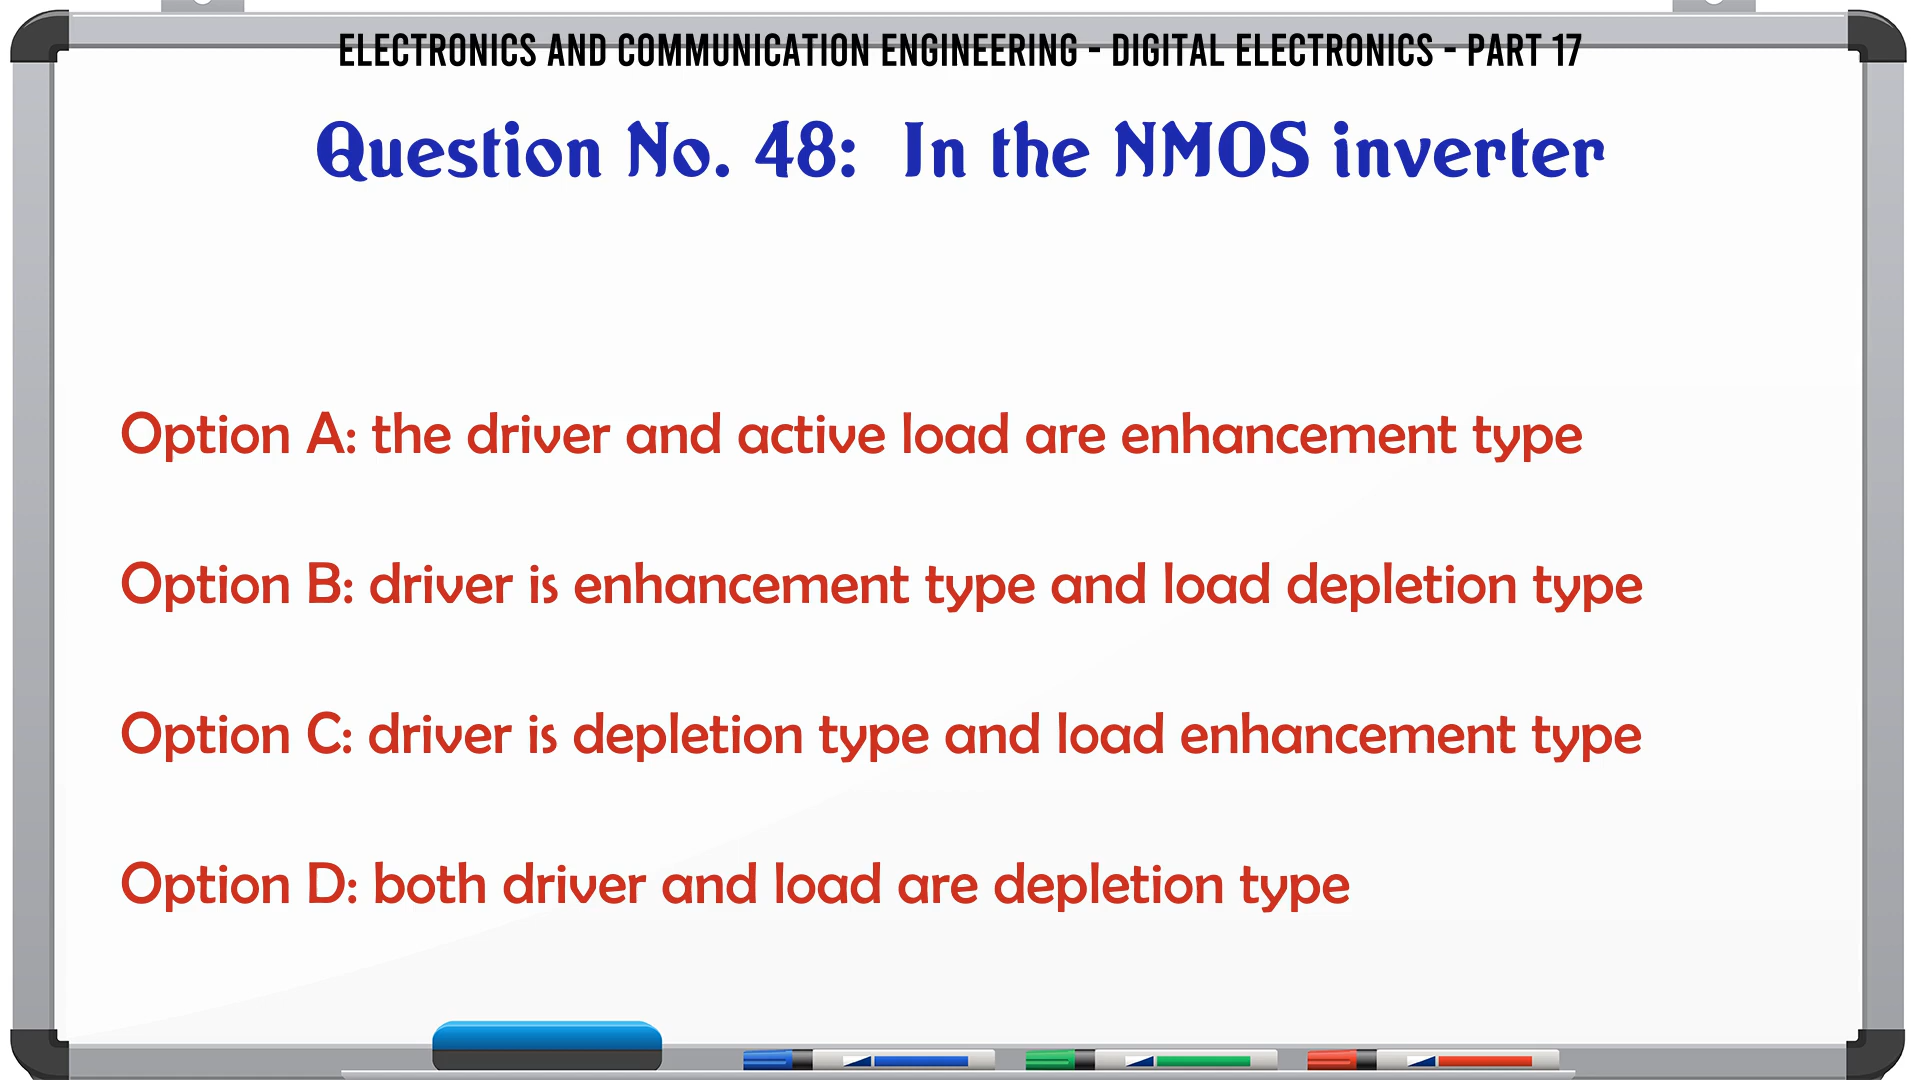 ELECTRONICS AND COMMUNICATION ENGINEERING - DIGITAL ELECTRONICS - PART 17
Question No. 48: In the NMOS inverter
Option A: the driver and active load are enhancement type
Option B: driver is enhancement type and load depletion type
Option C: driver is depletion type and load enhancement type
Option D: both driver and load are depletion type